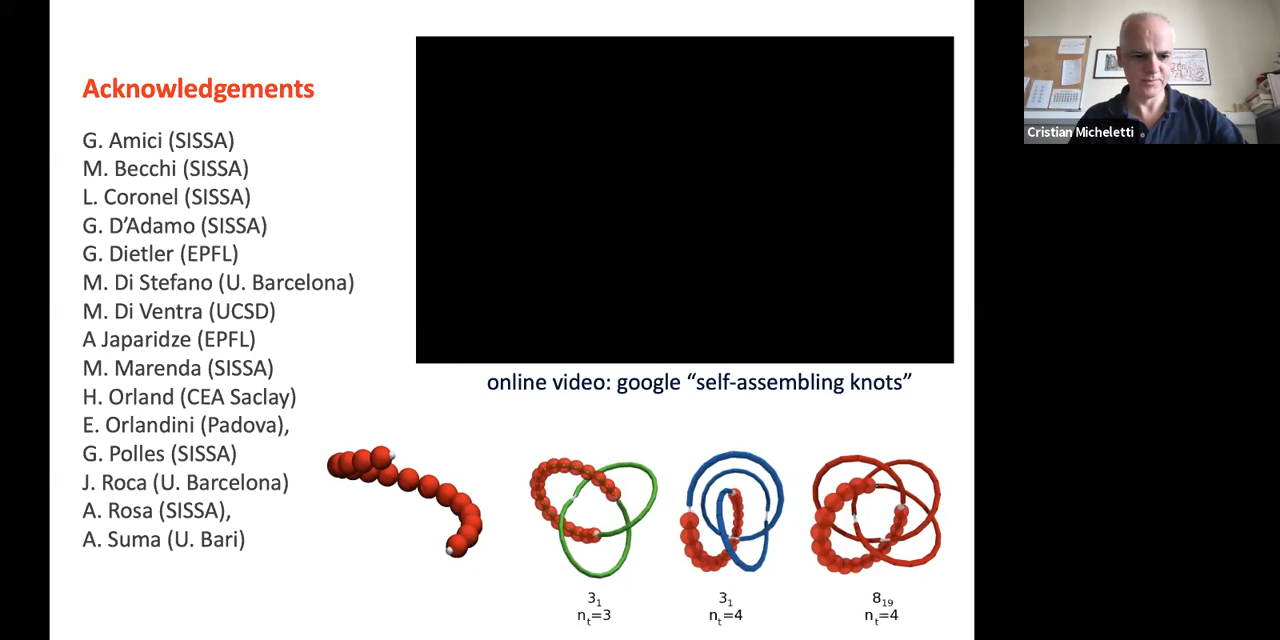 Acknowledgements
G. Amici (SISSA)
M. Becchi (SISSA)
L. Coronel (SISSA)
G. D’Adamo (SISSA)
G. Dietler (EPFL)
M. Di Stefano (U. Barcelona)
M. Di Ventra (UCSD)
A Japaridze (EPFL)
M. Marenda (SISSA)
H. Orland (CEA Saclay)
E. Orlandini (Padova),
G. Polles (SISSA)
J. Roca (U. Barcelona)
A. Rosa (SISSA),
A. Suma (U. Bari)
online video: google “self-assembling knots”
3₁
nₜ=3
3₁
nₜ=4
8₁₉
nₜ=4
Cristian Micheletti